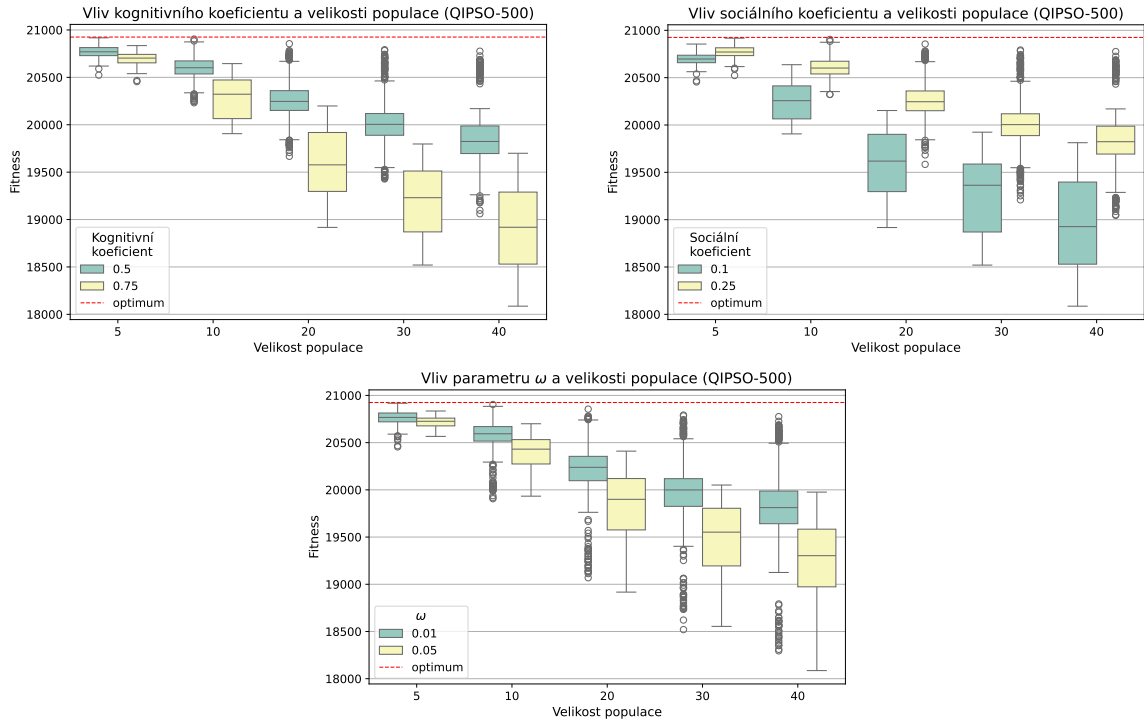 Vliv kognitivního koeficientu a velikosti populace (QIPSO-500)
21000
20500
20000
19500
19000
18500
18000
Fitness
Kognitivní
koeficient
0.5
0.75
optimum
5 10 20 30 40
Velikost populace
Vliv sociálního koeficientu a velikosti populace (QIPSO-500)
21000
20500
20000
19500
19000
18500
18000
Fitness
Sociální
koeficient
0.1
0.25
optimum
5 10 20 30 40
Velikost populace
Vliv parametru ω a velikosti populace (QIPSO-500)
21000
20500
20000
19500
19000
18500
18000
Fitness
ω
0.01
0.05
optimum
5 10 20 30 40
Velikost populace